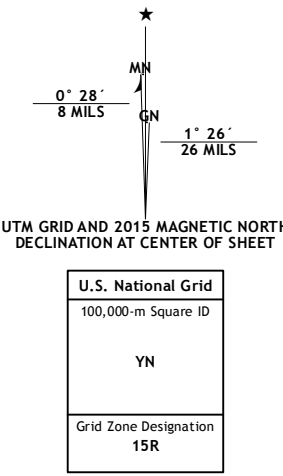 ★
MN
GN
0° 28´
8 MILS
1° 26´
26 MILS
UTM GRID AND 2015 MAGNETIC NORTH
DECLINATION AT CENTER OF SHEET
U.S. National Grid
100,000-m Square ID
YN
Grid Zone Designation
15R